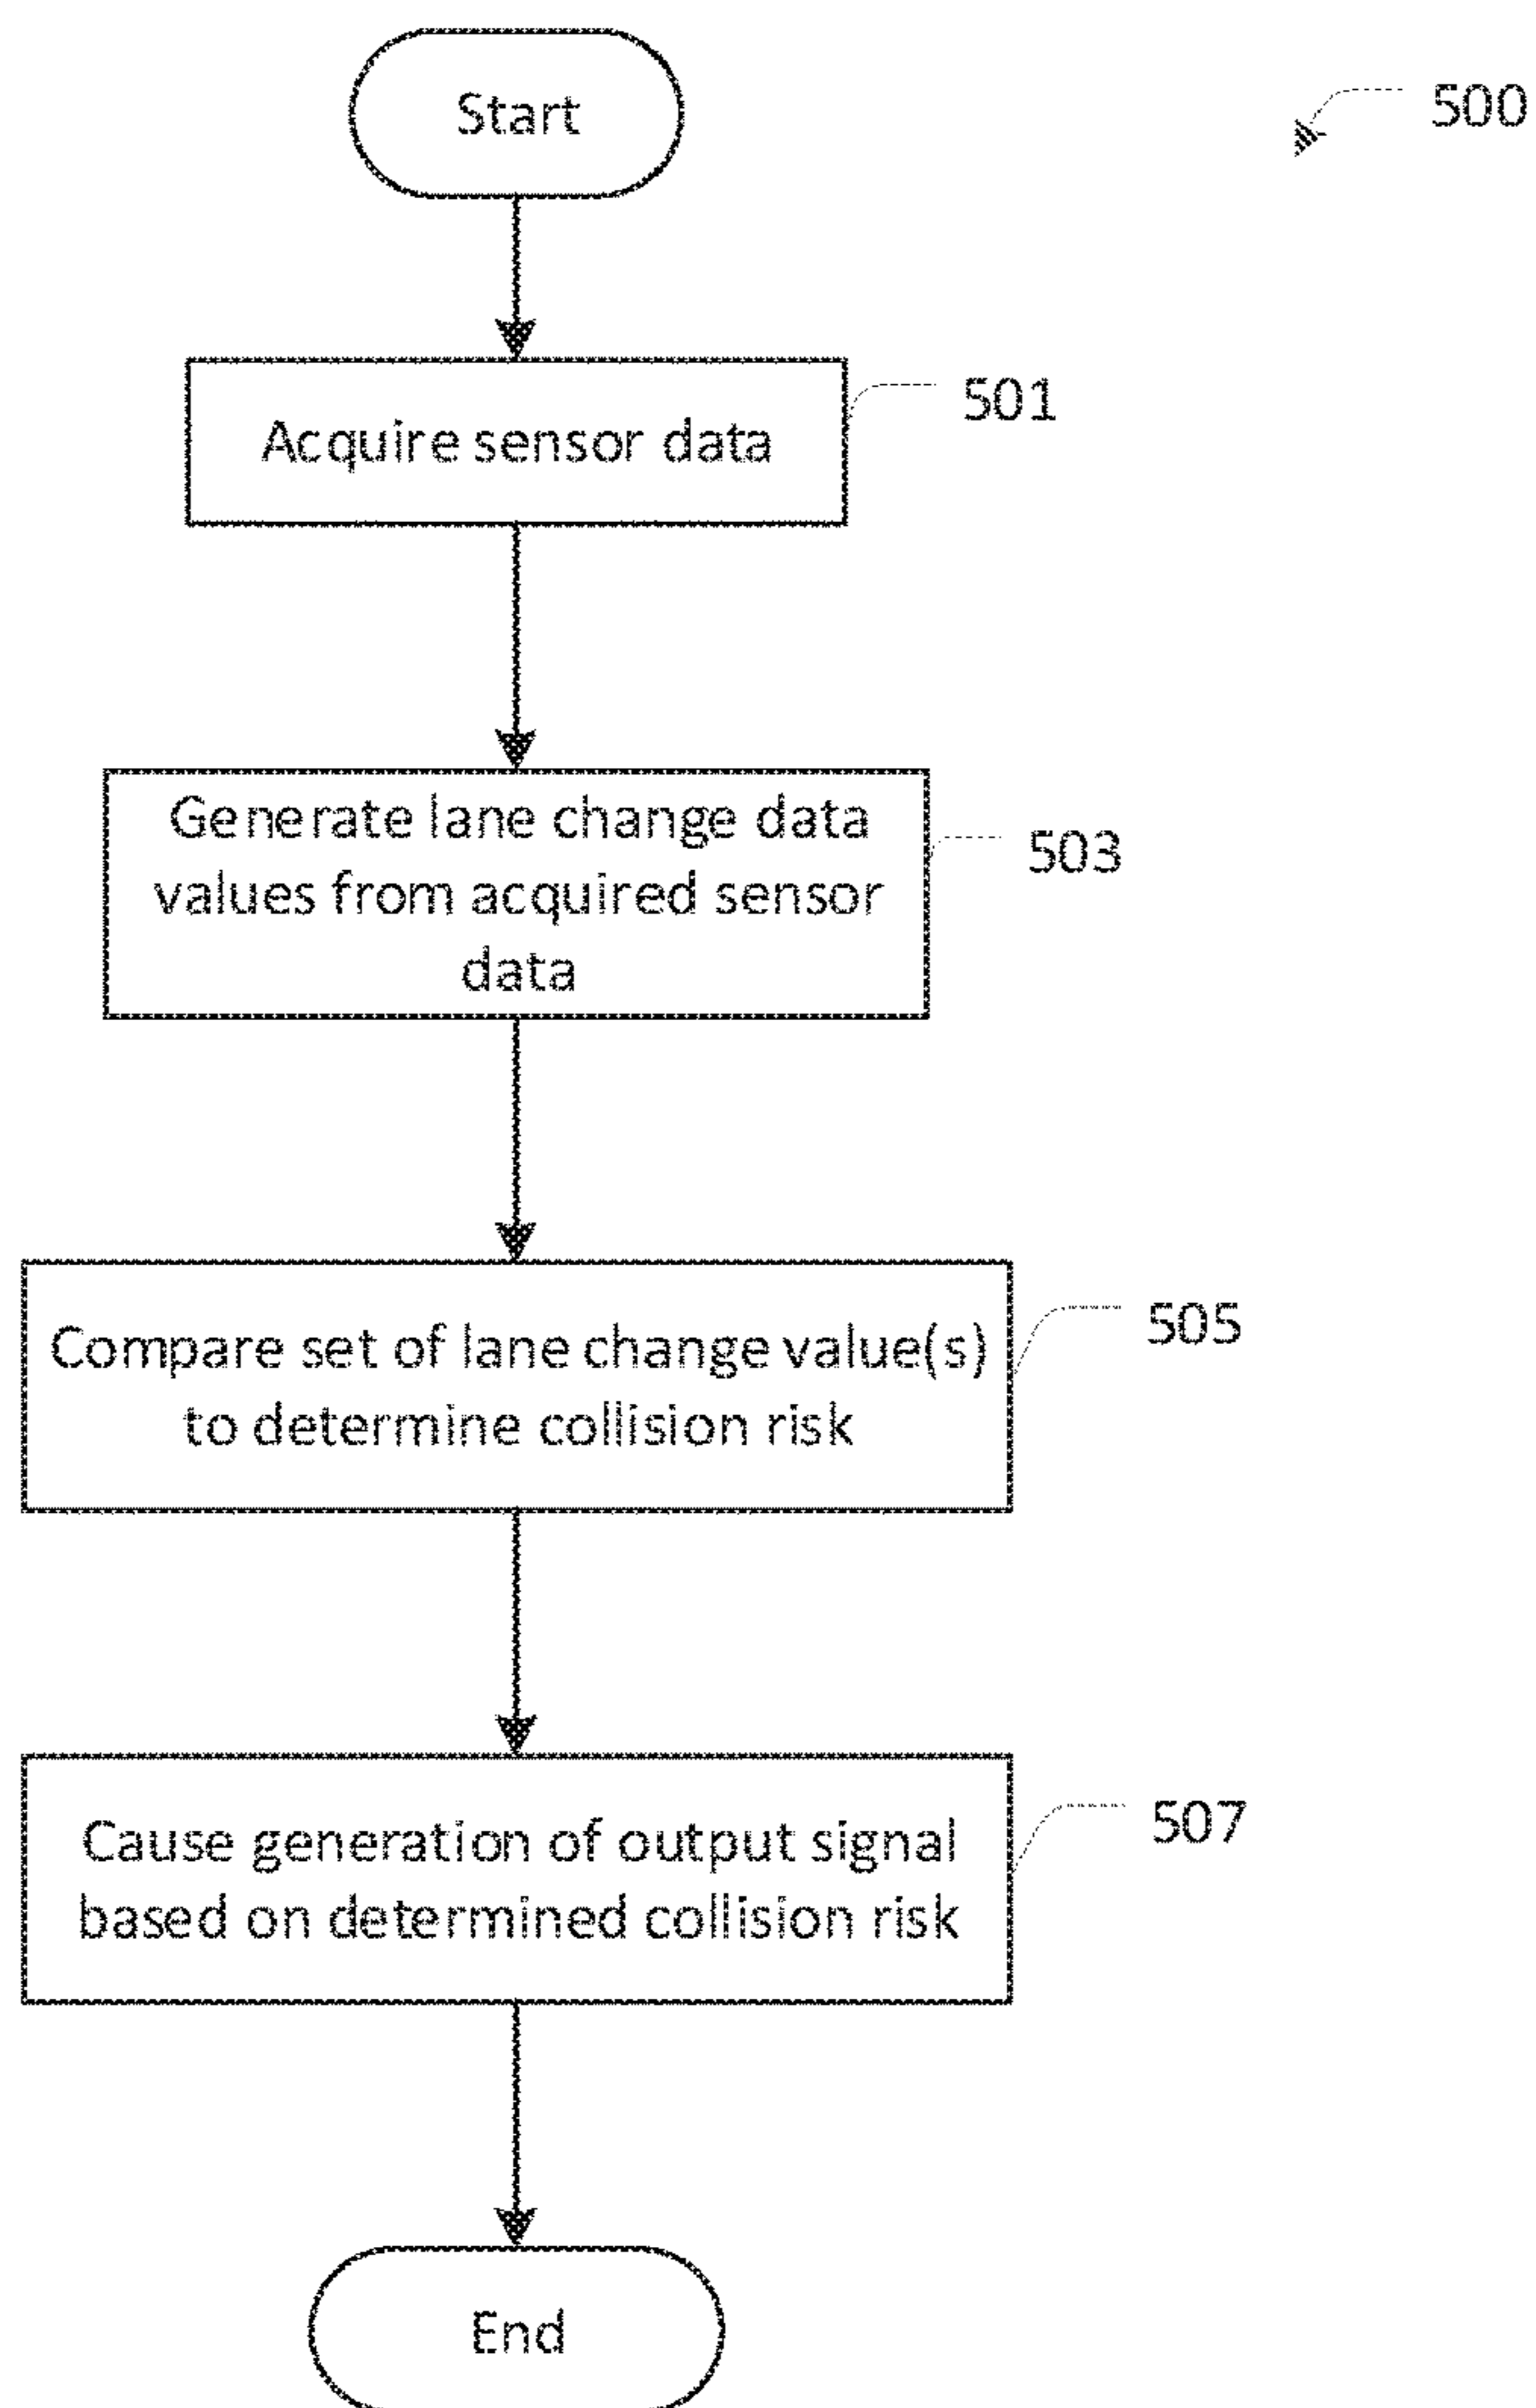 Start
500
Acquire sensor data
501
Generate lane change data
values from acquired sensor
data
503
Compare set of lane change value(s)
to determine collision risk
505
Cause generation of output signal
based on determined collision risk
507
End